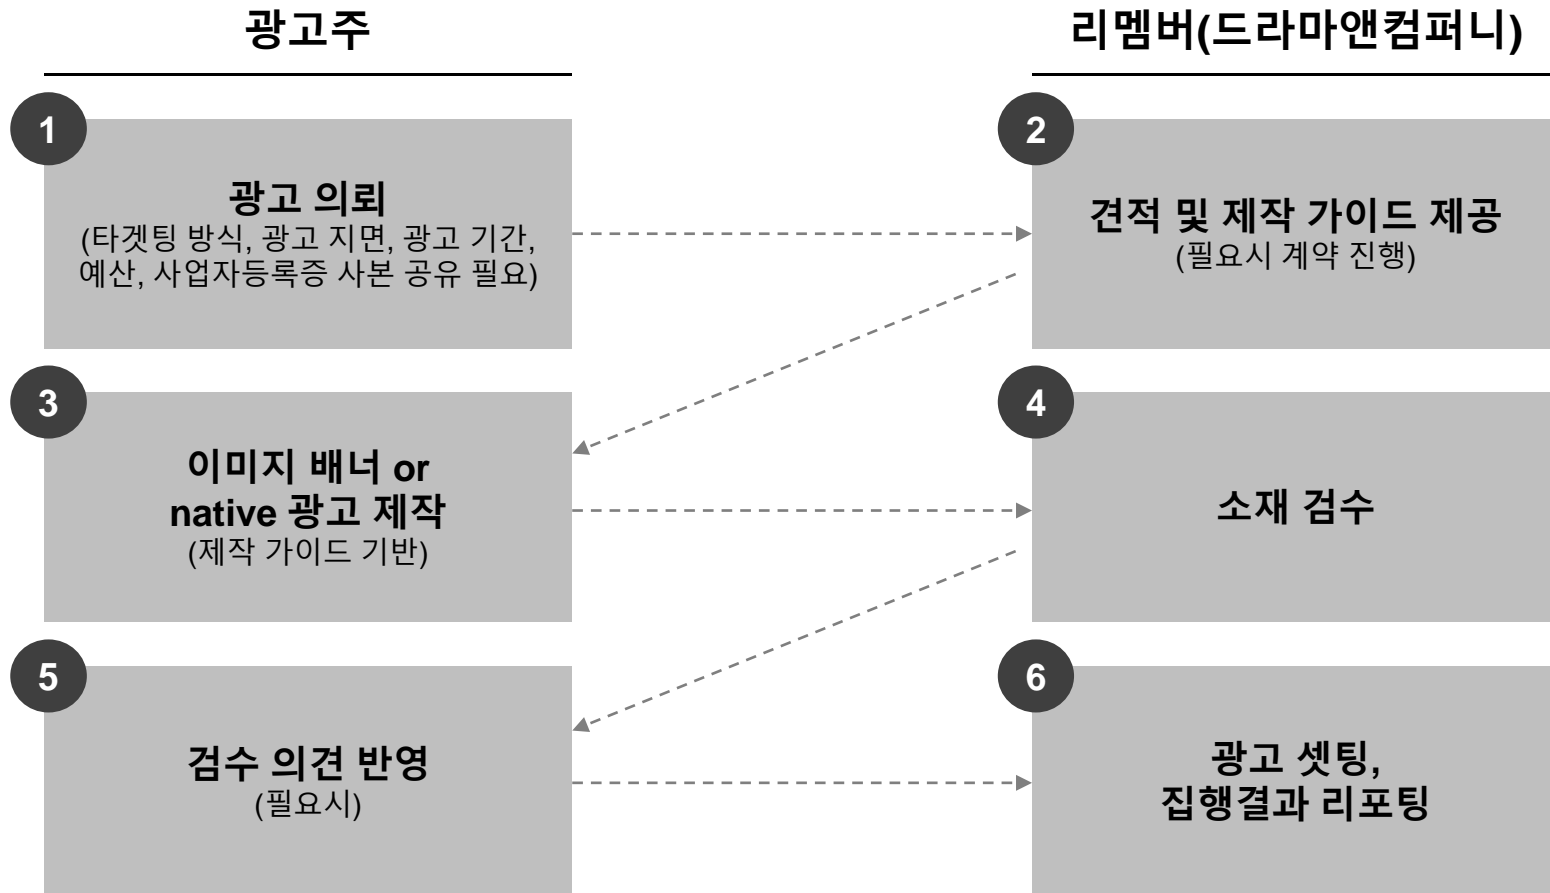 광고주
리멤버(드라마앤컴퍼니)
1
광고 의뢰
(타겟팅 방식, 광고 지면, 광고 기간,
예산, 사업자등록증 사본 공유 필요)
2
견적 및 제작 가이드 제공
(필요시 계약 진행)
3
이미지 배너 or
native 광고 제작
(제작 가이드 기반)
4
소재 검수
5
검수 의견 반영
(필요시)
6
광고 셋팅,
집행결과 리포팅